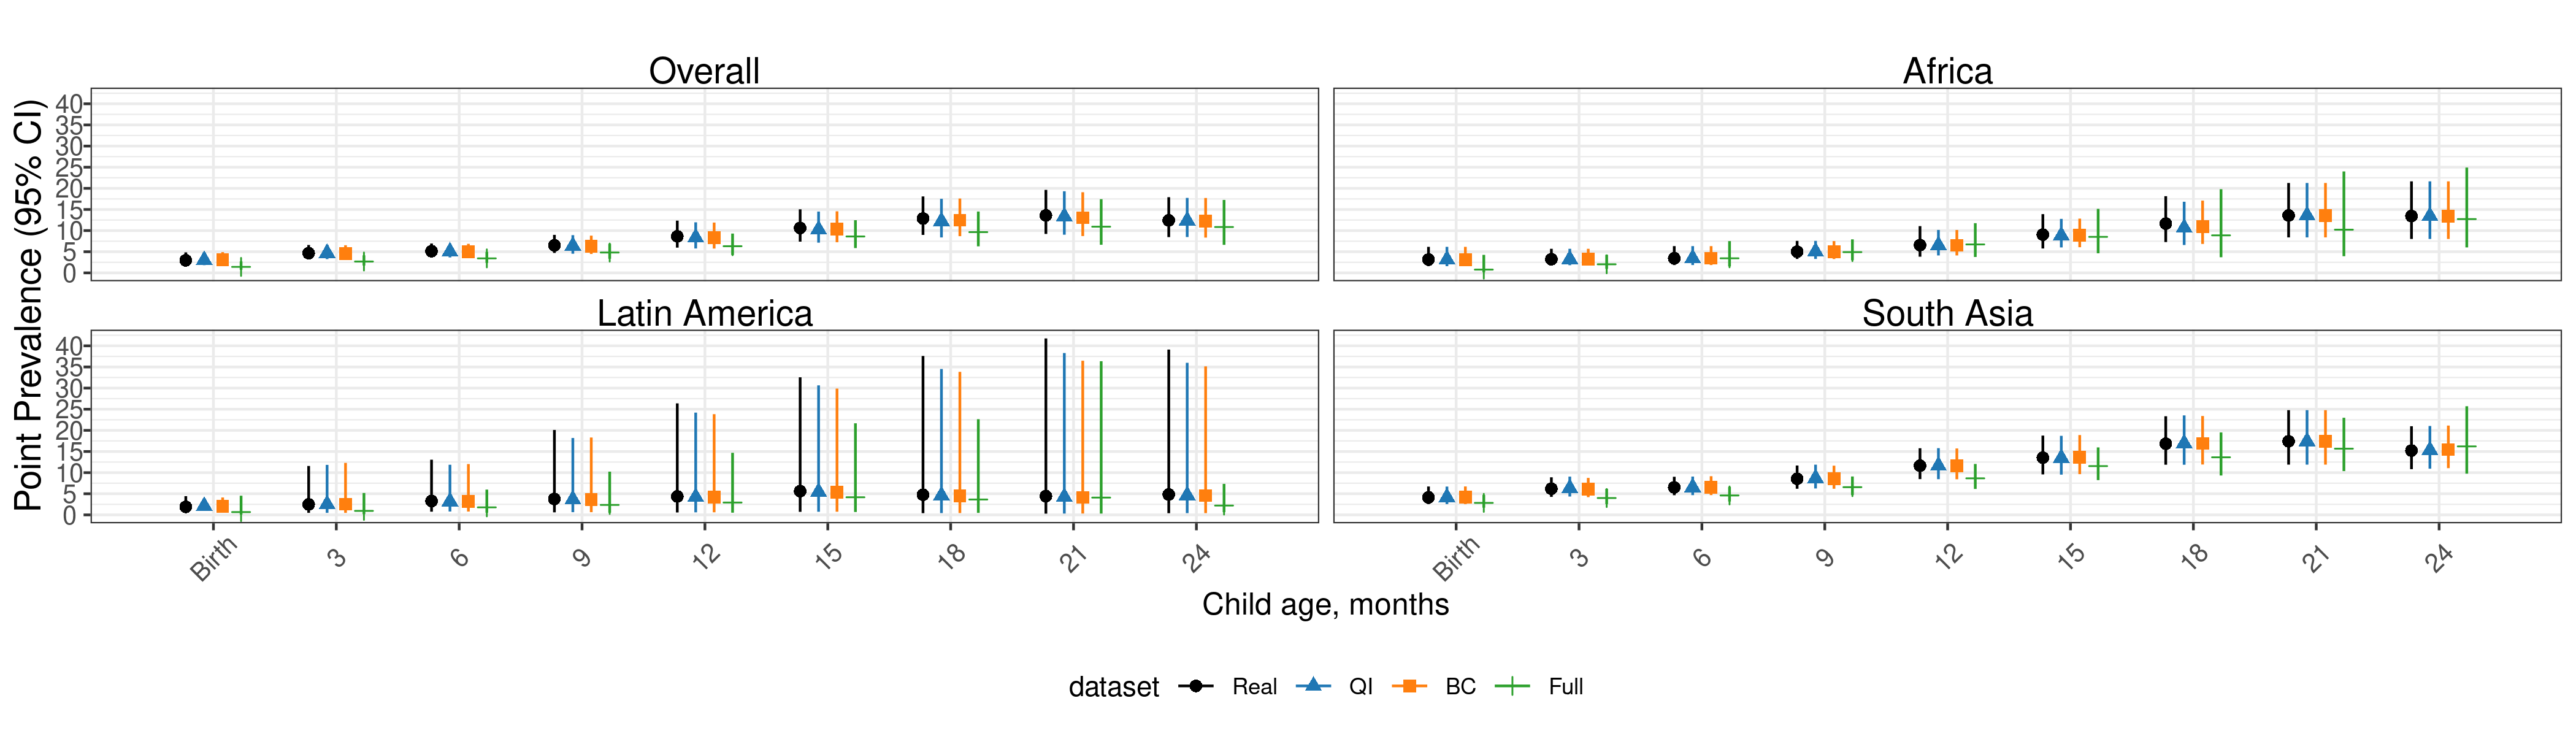 Overall
Africa
Point Prevalence (95% CI)
40
35
30
25
20
15
10
5
0
Latin America
South Asia
40
35
30
25
20
15
10
5
0
Birth 3 6 9 12 15 18 21 24
Birth 3 6 9 12 15 18 21 24
Child age, months
dataset Real QI BC Full